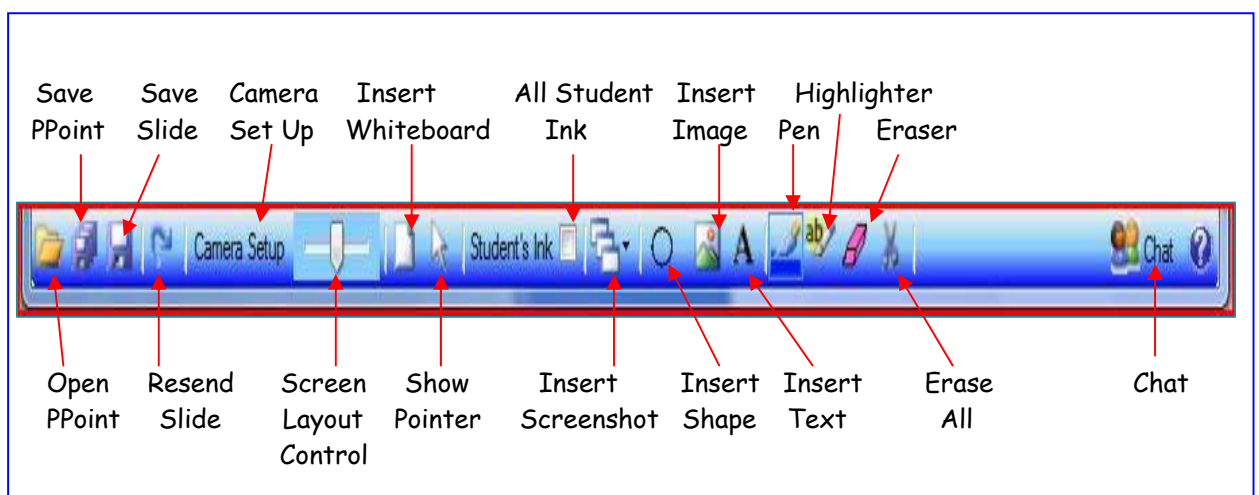 Save Save Camera Insert All Student Insert Highlighter
PPoint Slide Set Up Whiteboard Ink Image Pen Eraser
Camera Setup Student's Ink A ab Chat ?
Open Resend Screen Show Insert Insert Insert Erase Chat
PPoint Slide Layout Pointer Screenshot Shape Text All
Control